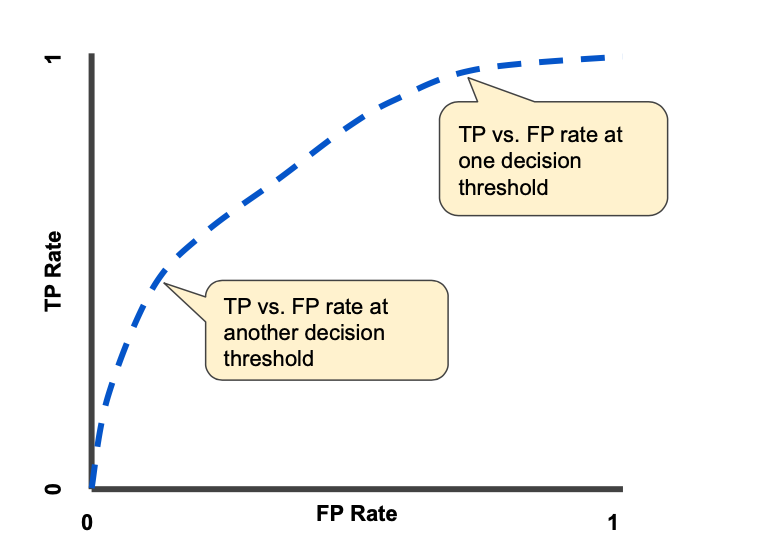 1
TP vs. FP rate at
one decision
threshold
TP Rate
TP vs. FP rate at
another decision
threshold
0
0
FP Rate
1